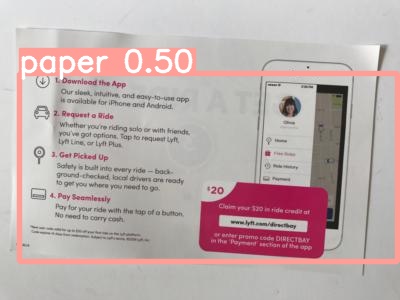 paper 0.50
1. Download the App
Our sleek, intuitive, and easy-to-use app
is available for iPhone and Android.
2. Request a Ride
Whether you're riding solo or with friends,
you've got options. Tap to request Lyft,
Lyft Line, or Lyft Plus.
3. Get Picked Up
Safety is built into every ride — back-
ground-checked, local drivers are ready
to get you where you need to go.
4. Pay Seamlessly
Pay for your ride with the tap of a button.
No need to carry cash.
Olivia
Home
Free Rides
Ride History
Payment
$20
Claim your $20 in ride credit at
www.lyft.com/directbay
or enter promo code DIRECTBAY
in the 'Payment' section of the app